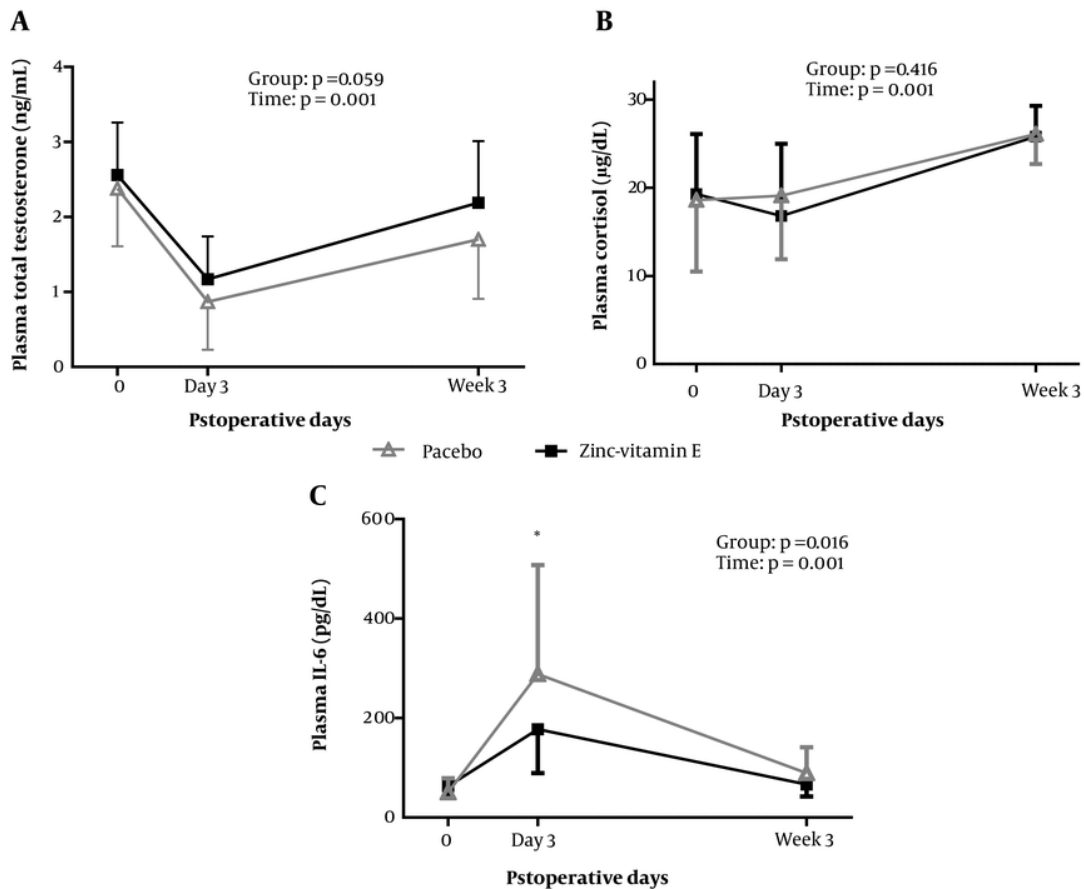 A
Plasma total testosterone (ng/mL)
4
3
2
1
0
Group: p =0.059
Time: p = 0.001
0 Day 3 Week 3
Pstoperative days
B
Plasma cortisol (µg/dL)
30
20
10
0
Group: p =0.416
Time: p = 0.001
0 Day 3 Week 3
Pstoperative days
Pacebo Zinc-vitamin E
C
Plasma IL-6 (pg/dL)
600
400
200
0
*
Group: p =0.016
Time: p = 0.001
0 Day 3 Week 3
Pstoperative days